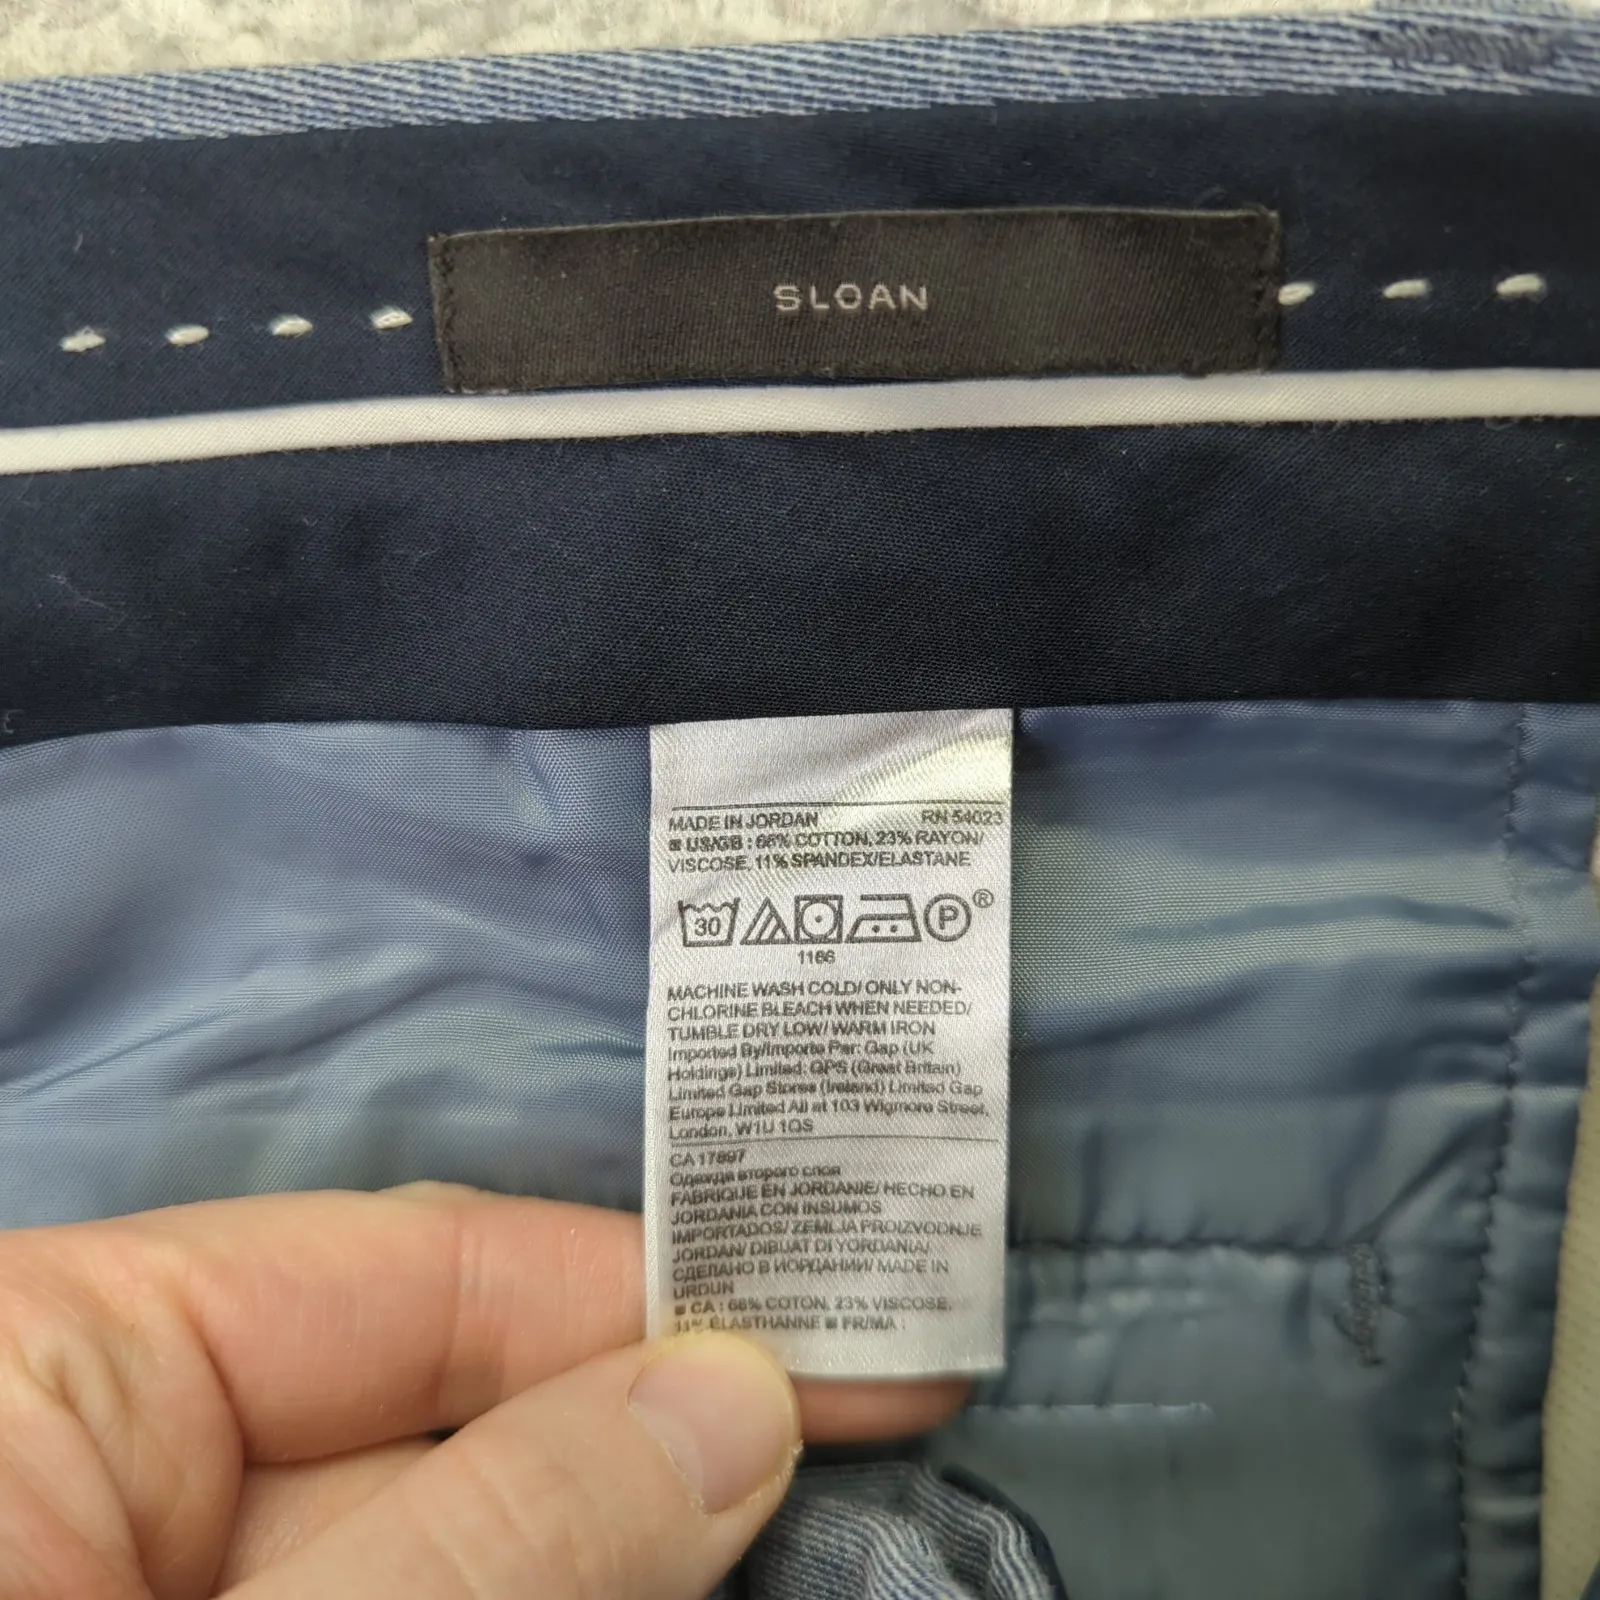 SLOAN
MADE IN JORDAN RN 54023
■ US/GB : 66% COTTON, 23% RAYON/
VISCOSE, 11% SPANDEX/ELASTANE
30 P ®
1166
MACHINE WASH COLD/ ONLY NON-
CHLORINE BLEACH WHEN NEEDED/
TUMBLE DRY LOW/ WARM IRON
Imported By/Importe Par: Gap (UK
Holdings) Limited: GPS (Great Britain)
Limited Gap Stores (Ireland) Limited Gap
Europe Limited All at 103 Wigmore Street,
London, W1U 1QS
CA 17897
Одежда второго слоя
FABRIQUE EN JORDANIE/ HECHO EN
JORDANIA CON INSUMOS
IMPORTADOS/ ZEMLJA PROIZVODNJE
JORDAN/ DIBUAT DI YORDANIA/
СДЕЛАНО В ИОРДАНИИ/ MADE IN
URDUN
■ CA : 66% COTON, 23% VISCOSE,
11% ÉLASTHANNE ■ FR/MA :